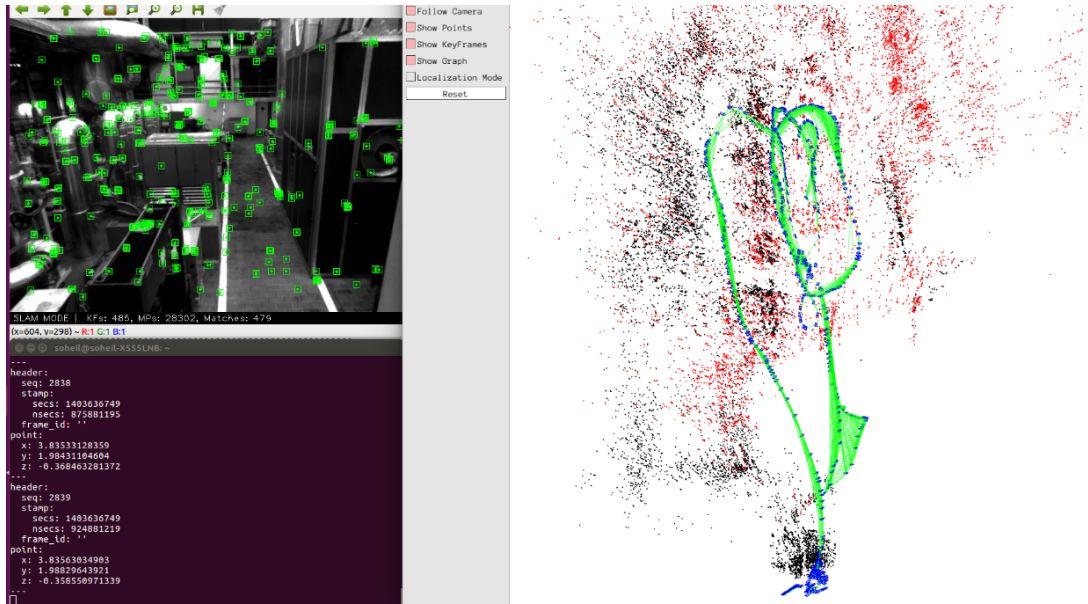 Follow Camera
Show Points
Show KeyFrames
Show Graph
Localization Mode
Reset
SLAM MODE | KFs: 485, MPs: 28302, Matches: 479
(x=604, y=298) ~ R:1 G:1 B:1
soheil@soheil-X555LNB: ~
---
header:
seq: 2838
stamp:
secs: 1403636749
nsecs: 875881195
frame_id: ''
point:
x: 3.83533128359
y: 1.98431104604
z: -0.368463281372
---
header:
seq: 2839
stamp:
secs: 1403636749
nsecs: 924881219
frame_id: ''
point:
x: 3.83563034903
y: 1.98829643921
z: -0.358550971339
---